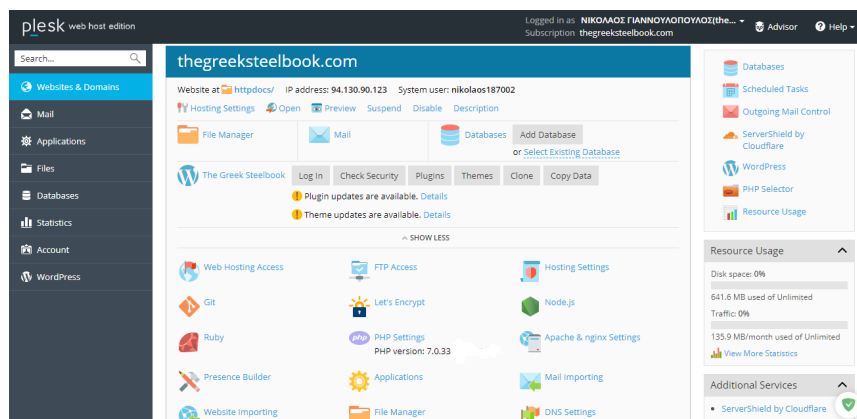 plesk web host edition
Logged in as ΝΙΚΟΛΑΟΣ ΓΙΑΝΝΟΥΛΟΠΟΥΛΟΣ(the...
Subscription thegreeksteelbook.com
Advisor
Help
Search...
Websites & Domains
Mail
Applications
Files
Databases
Statistics
Account
WordPress
thegreeksteelbook.com
Website at httpdocs/ IP address: 94.130.90.123 System user: nikolaos187002
Hosting Settings Open Preview Suspend Disable Description
File Manager Mail Databases Add Database
or Select Existing Database
The Greek Steelbook Log In Check Security Plugins Themes Clone Copy Data
Plugin updates are available. Details
Theme updates are available. Details
SHOW LESS
Web Hosting Access FTP Access Hosting Settings
Git Let's Encrypt Node.js
Ruby PHP Settings Apache & nginx Settings
PHP version: 7.0.33
Presence Builder Applications Mail Importing
Website Importing File Manager DNS Settings
Databases
Scheduled Tasks
Outgoing Mail Control
ServerShield by
Cloudflare
WordPress
PHP Selector
Resource Usage
Resource Usage
Disk space: 0%
641.6 MB used of Unlimited
Traffic: 0%
135.9 MB/month used of Unlimited
View More Statistics
Additional Services
ServerShield by Cloudflare